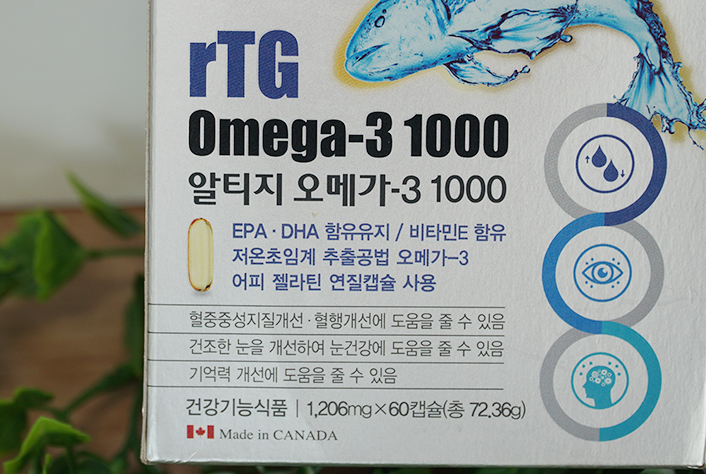 rTG
Omega-3 1000
알티지 오메가-3 1000
EPA · DHA 함유유지 / 비타민E 함유
저온초임계 추출공법 오메가-3
어피 젤라틴 연질캡슐 사용
혈중중성지질개선 · 혈행개선에 도움을 줄 수 있음
건조한 눈을 개선하여 눈건강에 도움을 줄 수 있음
기억력 개선에 도움을 줄 수 있음
건강기능식품 | 1,206mg×60캡슐(총 72.36g)
Made in CANADA